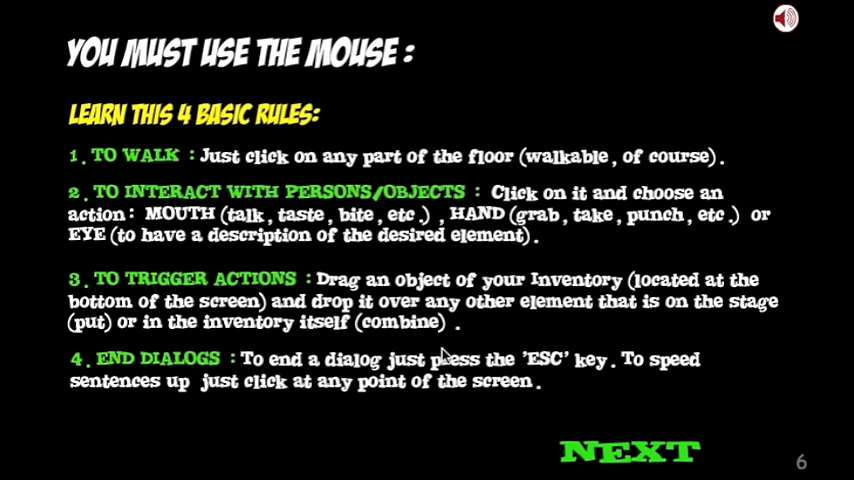 YOU MUST USE THE MOUSE :
LEARN THIS 4 BASIC RULES:
1. TO WALK : Just click on any part of the floor (walkable, of course).
2. TO INTERACT WITH PERSONS/OBJECTS : Click on it and choose an
action: MOUTH (talk, taste, bite, etc.), HAND (grab, take, punch, etc.) or
EYE (to have a description of the desired element).
3. TO TRIGGER ACTIONS : Drag an object of your Inventory (located at the
bottom of the screen) and drop it over any other element that is on the stage
(put) or in the inventory itself (combine).
4. END DIALOGS : To end a dialog just press the 'ESC' key. To speed
sentences up just click at any point of the screen.
NEXT
6